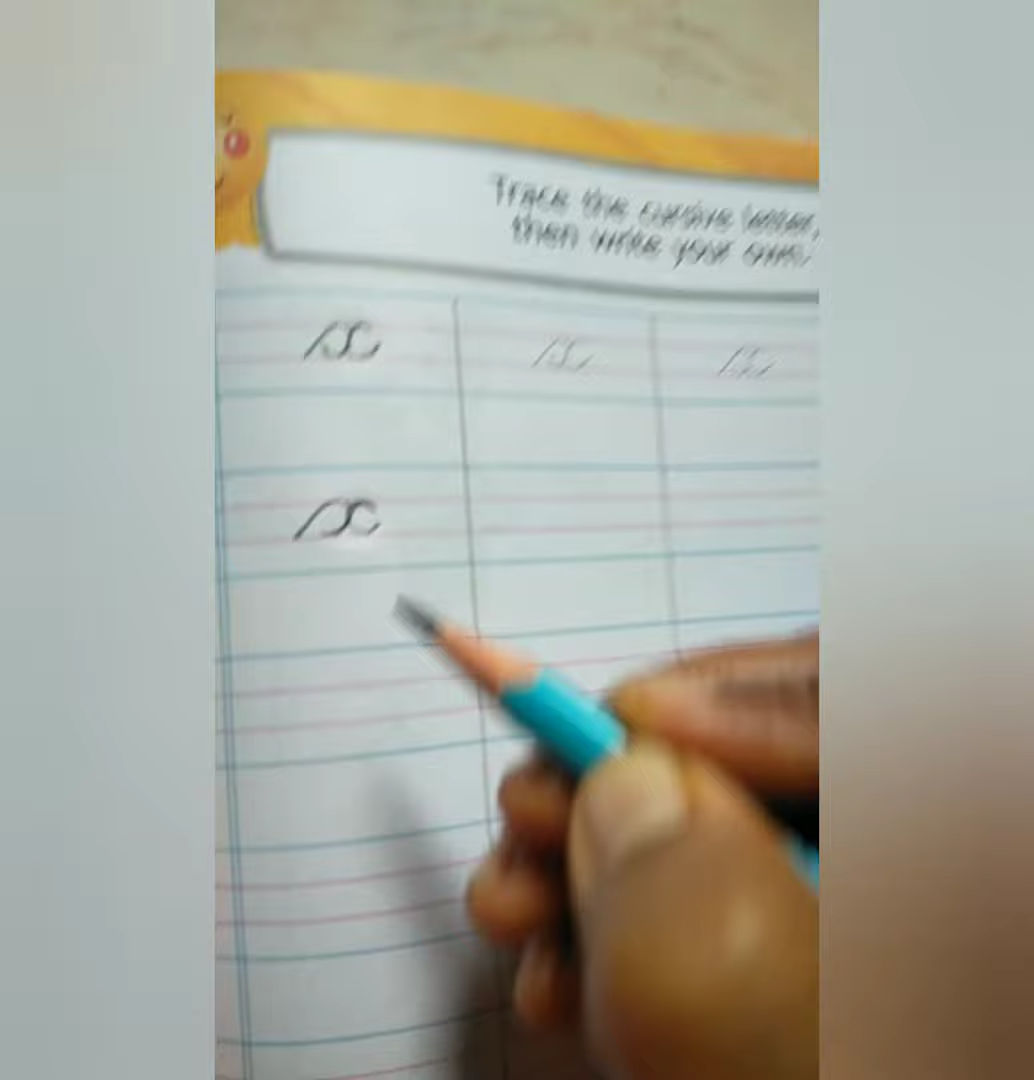 Trace the cursive letter,
then write your own.
x x x
x